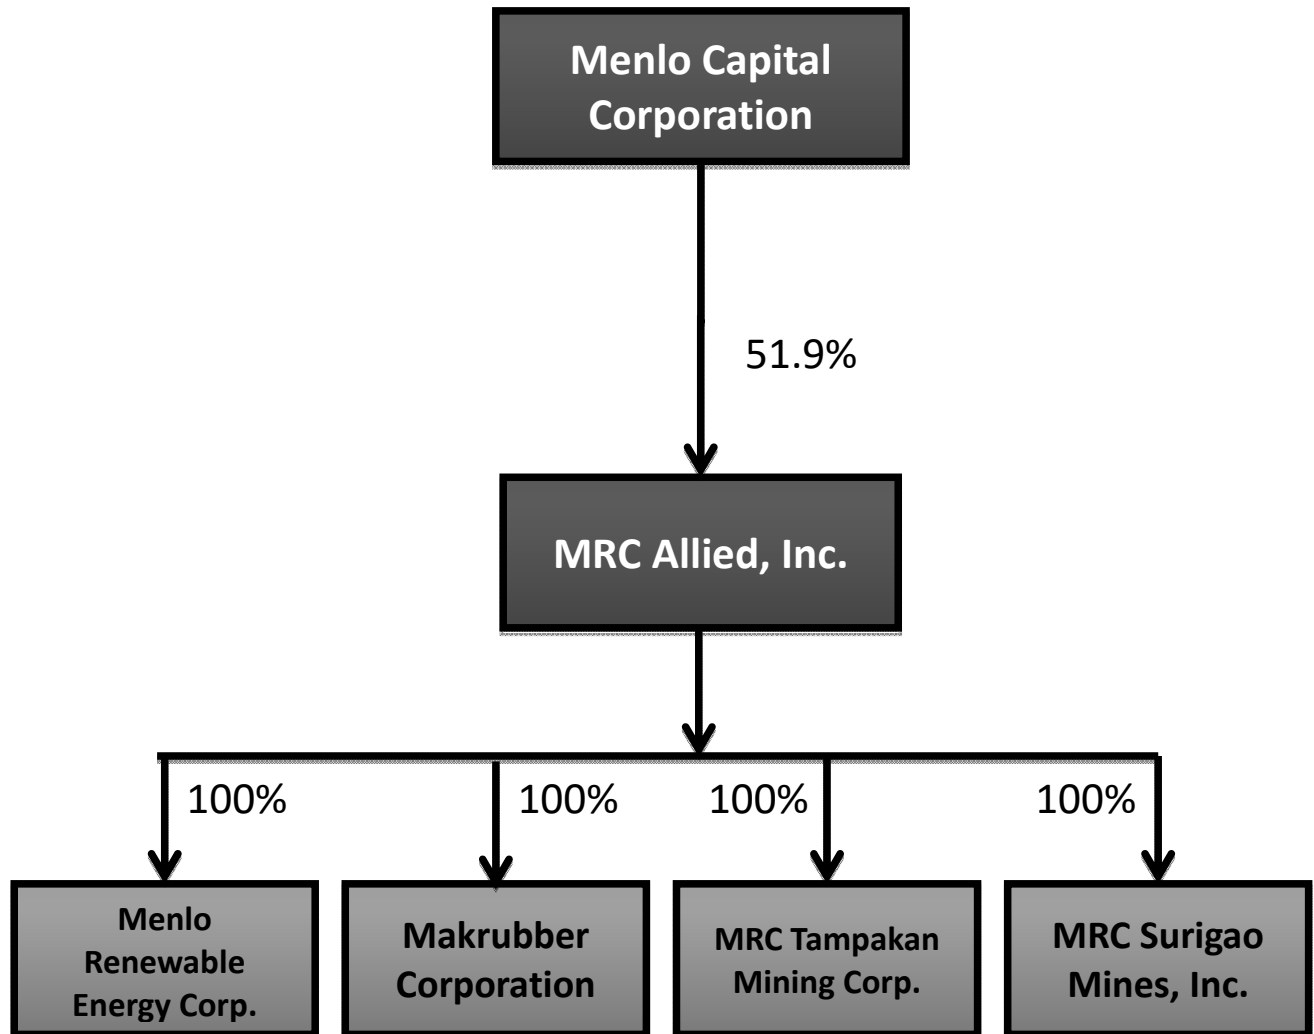 Menlo Capital
Corporation
51.9%
MRC Allied, Inc.
100%
100%
100%
100%
Menlo
Renewable
Energy Corp.
Makrubber
Corporation
MRC Tampakan
Mining Corp.
MRC Surigao
Mines, Inc.